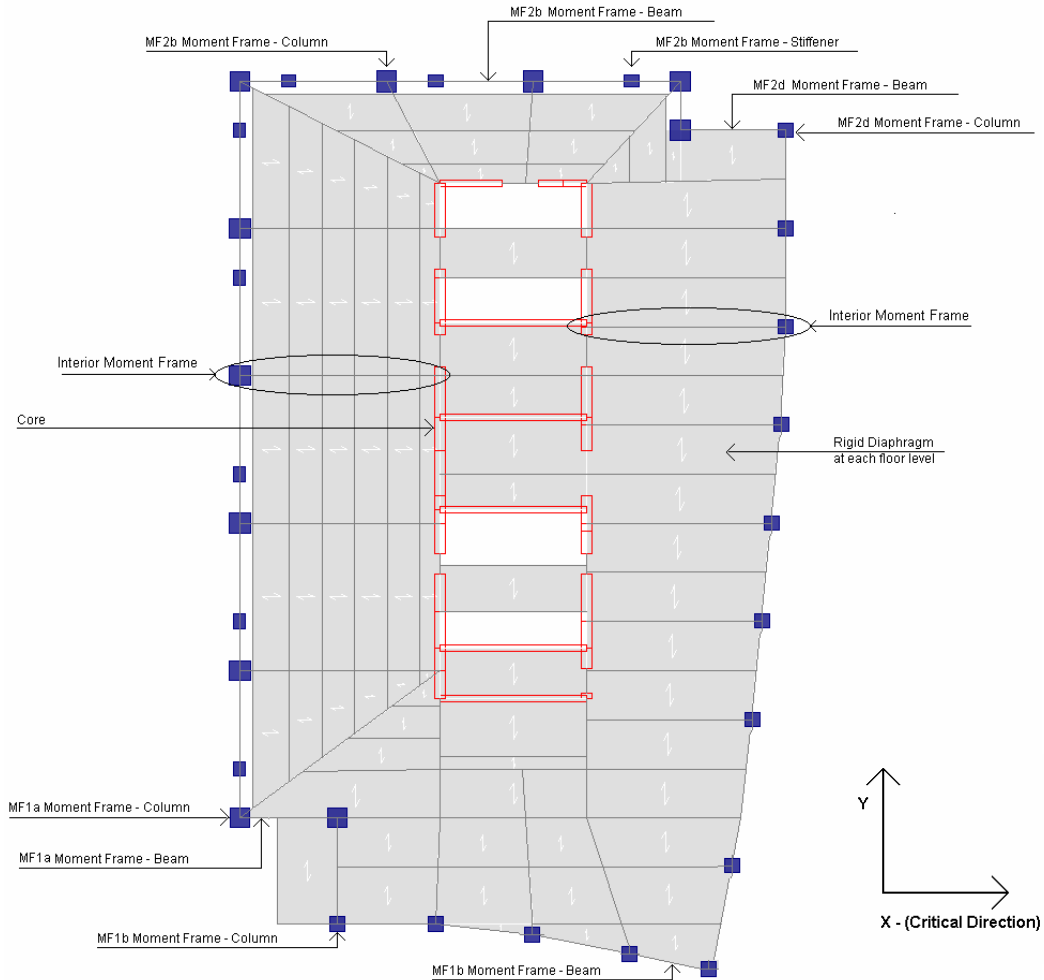 MF2b Moment Frame - Beam
MF2b Moment Frame - Column
MF2b Moment Frame - Stiffener
MF2d Moment Frame - Beam
MF2d Moment Frame - Column
Interior Moment Frame
Interior Moment Frame
Core
Rigid Diaphragm
at each floor level
MF1a Moment Frame - Column
Y
MF1a Moment Frame - Beam
X - (Critical Direction)
MF1b Moment Frame - Column
MF1b Moment Frame - Beam